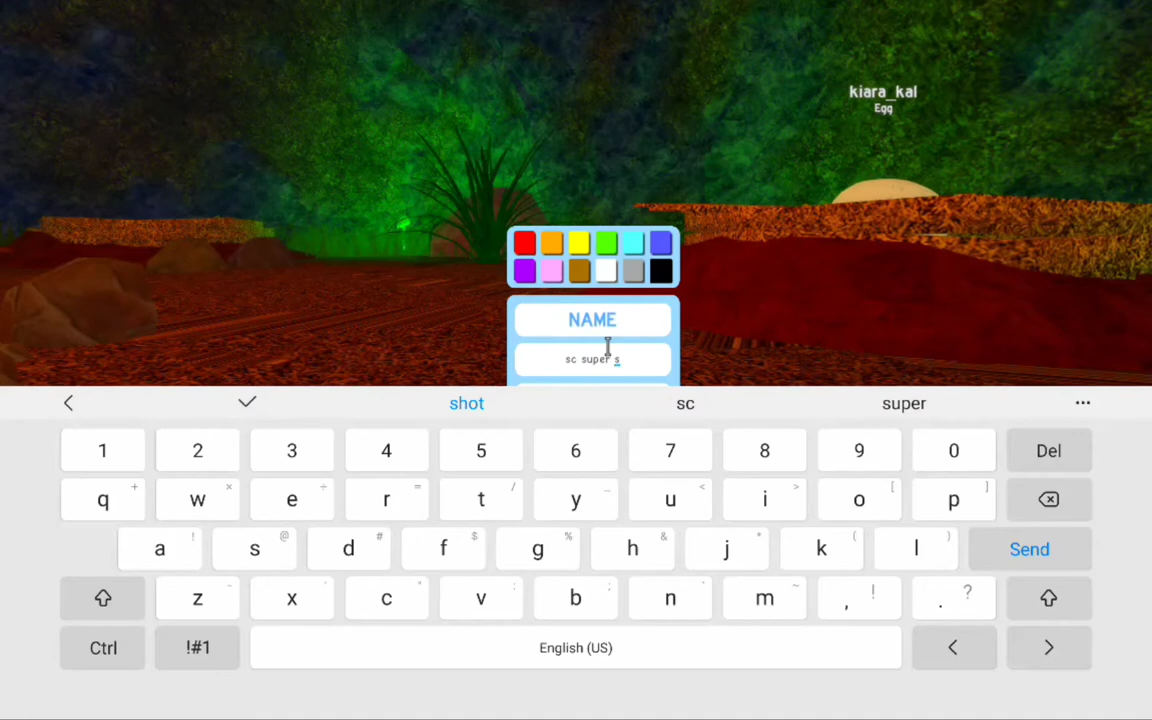 kiara_kal
Egg
NAME
sc super s
shot sc super
1 2 3 4 5 6 7 8 9 0 Del
q + w × e ÷ r = t / y _ u < i > o [ p ]
a ! s @ d # f $ g % h & j * k ( l ) Send
z - x ' c " v : b ; n ` m ~ , ! . ?
Ctrl !#1 English (US) < >